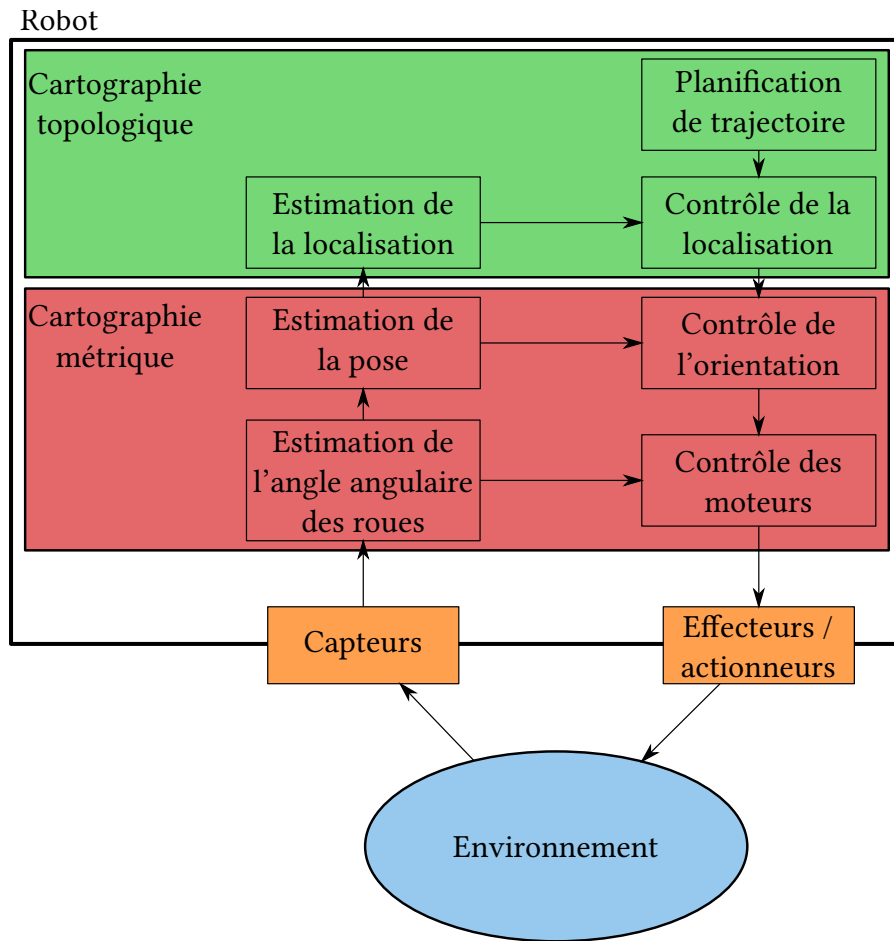 Robot
Cartographie
topologique
Planification
de trajectoire
Estimation de
la localisation
Contrôle de la
localisation
Cartographie
métrique
Estimation de
la pose
Contrôle de
l'orientation
Estimation de
l'angle angulaire
des roues
Contrôle des
moteurs
Capteurs
Effecteurs /
actionneurs
Environnement